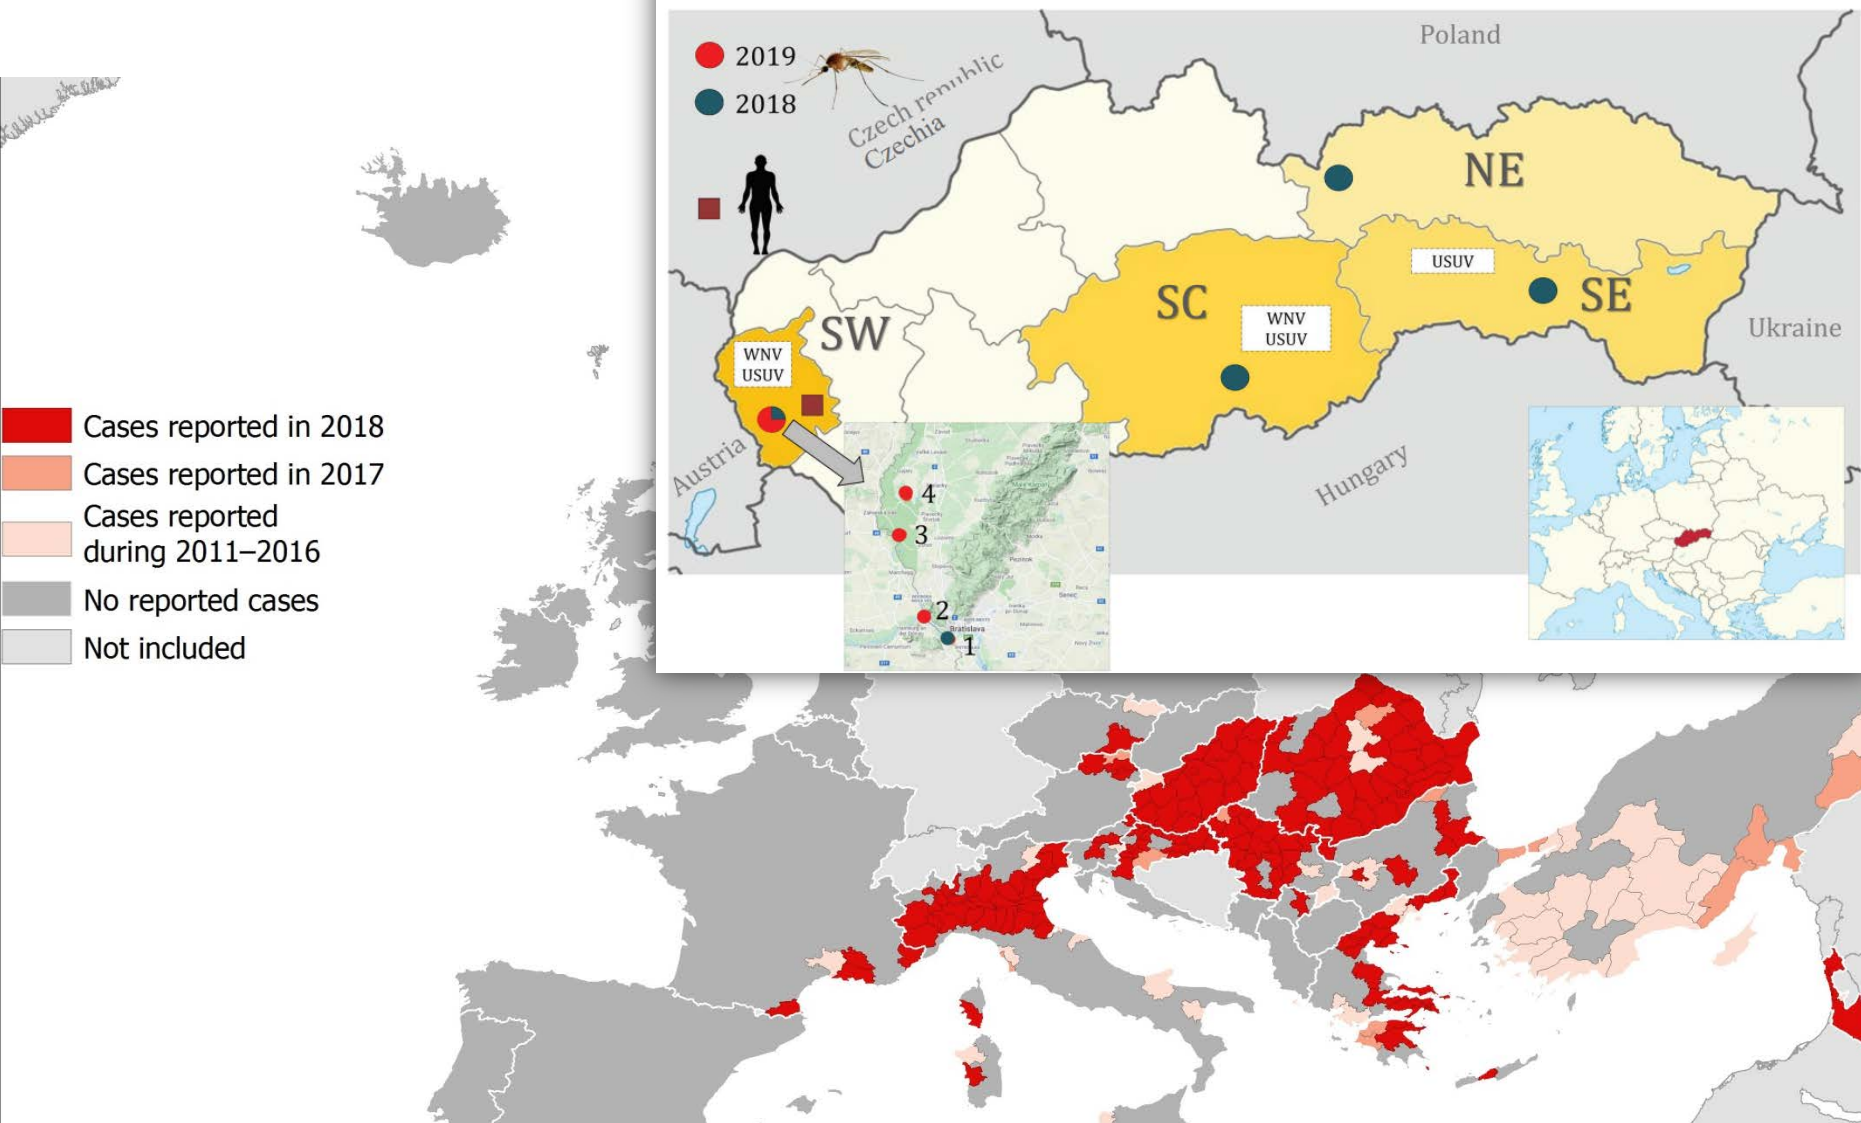 2019
2018
Czech republic
Czechia
Poland
NE
SW
SC
SE
WNV
USUV
WNV
USUV
USUV
Ukraine
Austria
Hungary
4
3
2
Bratislava
1
Pezinok
Senec
Cases reported in 2018
Cases reported in 2017
Cases reported
during 2011–2016
No reported cases
Not included